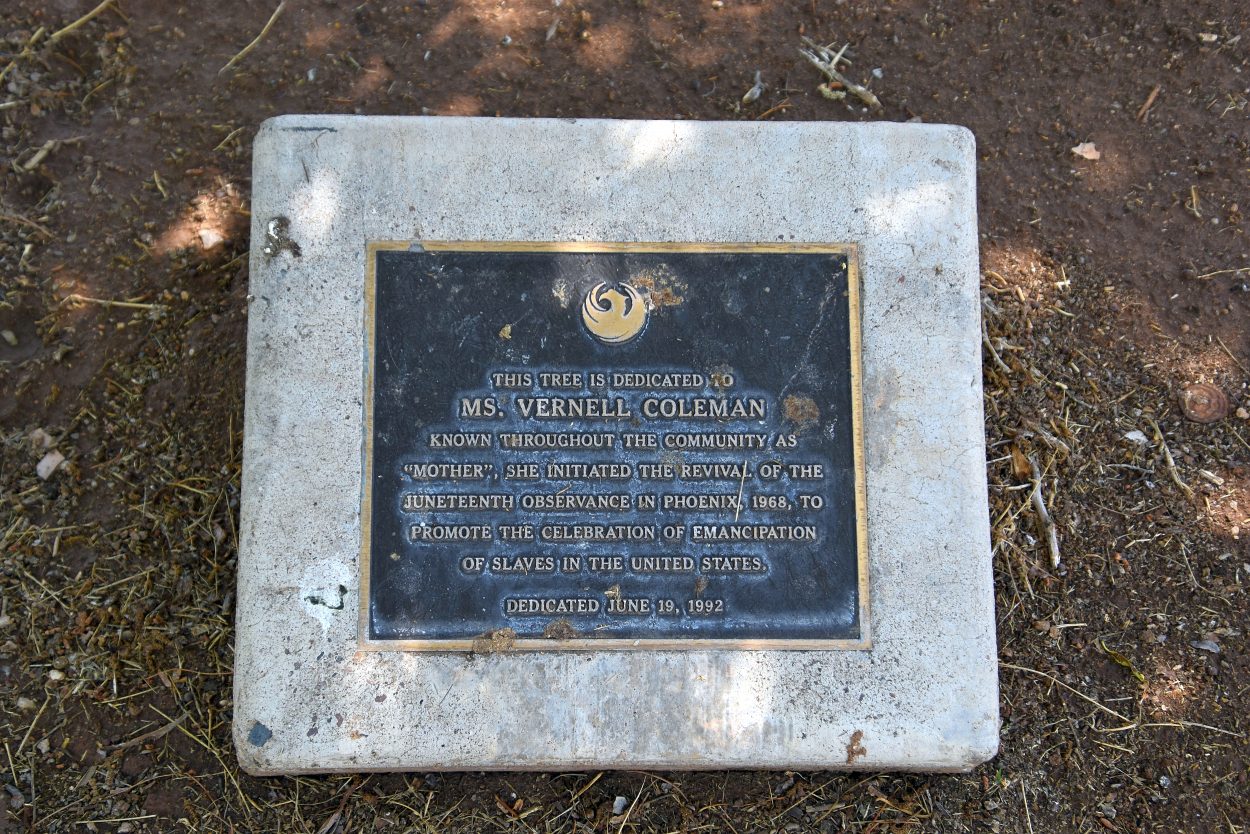 THIS TREE IS DEDICATED TO
MS. VERNELL COLEMAN
KNOWN THROUGHOUT THE COMMUNITY AS
"MOTHER", SHE INITIATED THE REVIVAL OF THE
JUNETEENTH OBSERVANCE IN PHOENIX, 1968, TO
PROMOTE THE CELEBRATION OF EMANCIPATION
OF SLAVES IN THE UNITED STATES.
DEDICATED JUNE 19, 1992